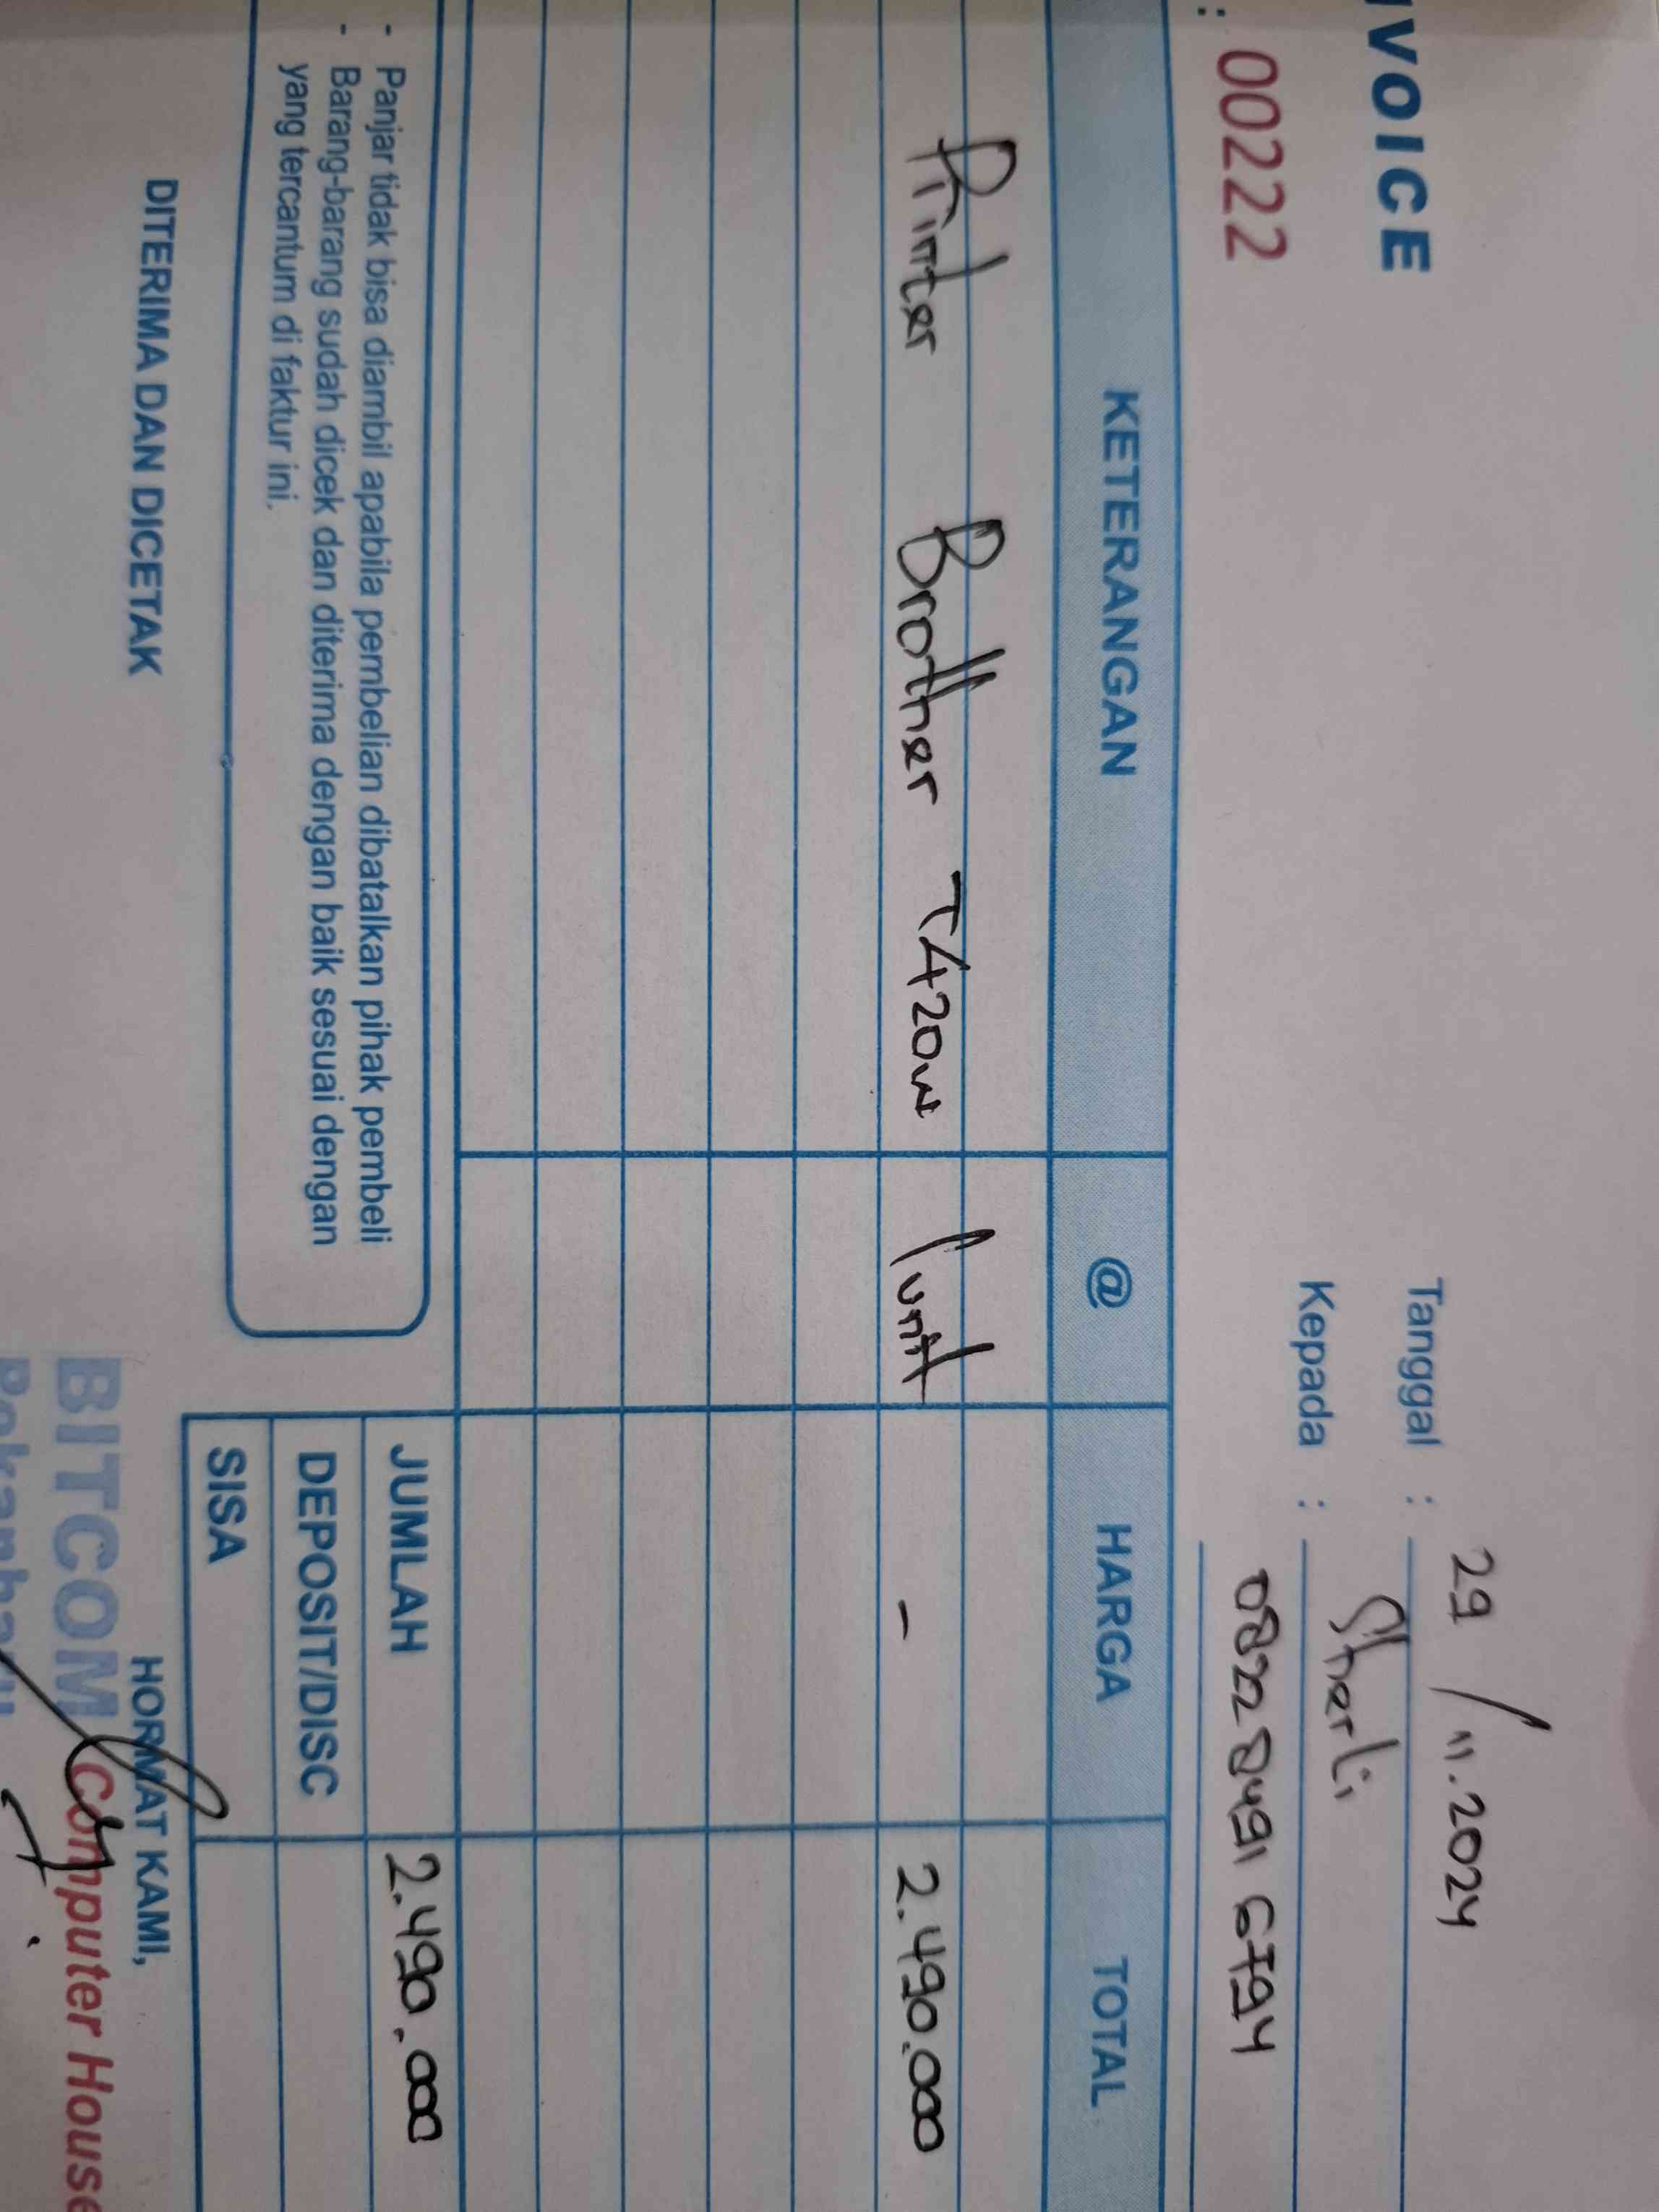 VOICE
Tanggal : 29/11.2024
: 00222
Kepada : Sherli
0822 8491 6794
KETERANGAN @ HARGA TOTAL
Printer Brother T420W 1 unit - 2.490.000
- Panjar tidak bisa diambil apabila pembelian dibatalkan pihak pembeli
- Barang-barang sudah dicek dan diterima dengan baik sesuai dengan
yang tercantum di faktur ini.
JUMLAH 2.490.000
DEPOSIT/DISC
SISA
DITERIMA DAN DICETAK
HORMAT KAMI,
BITCOM Computer House